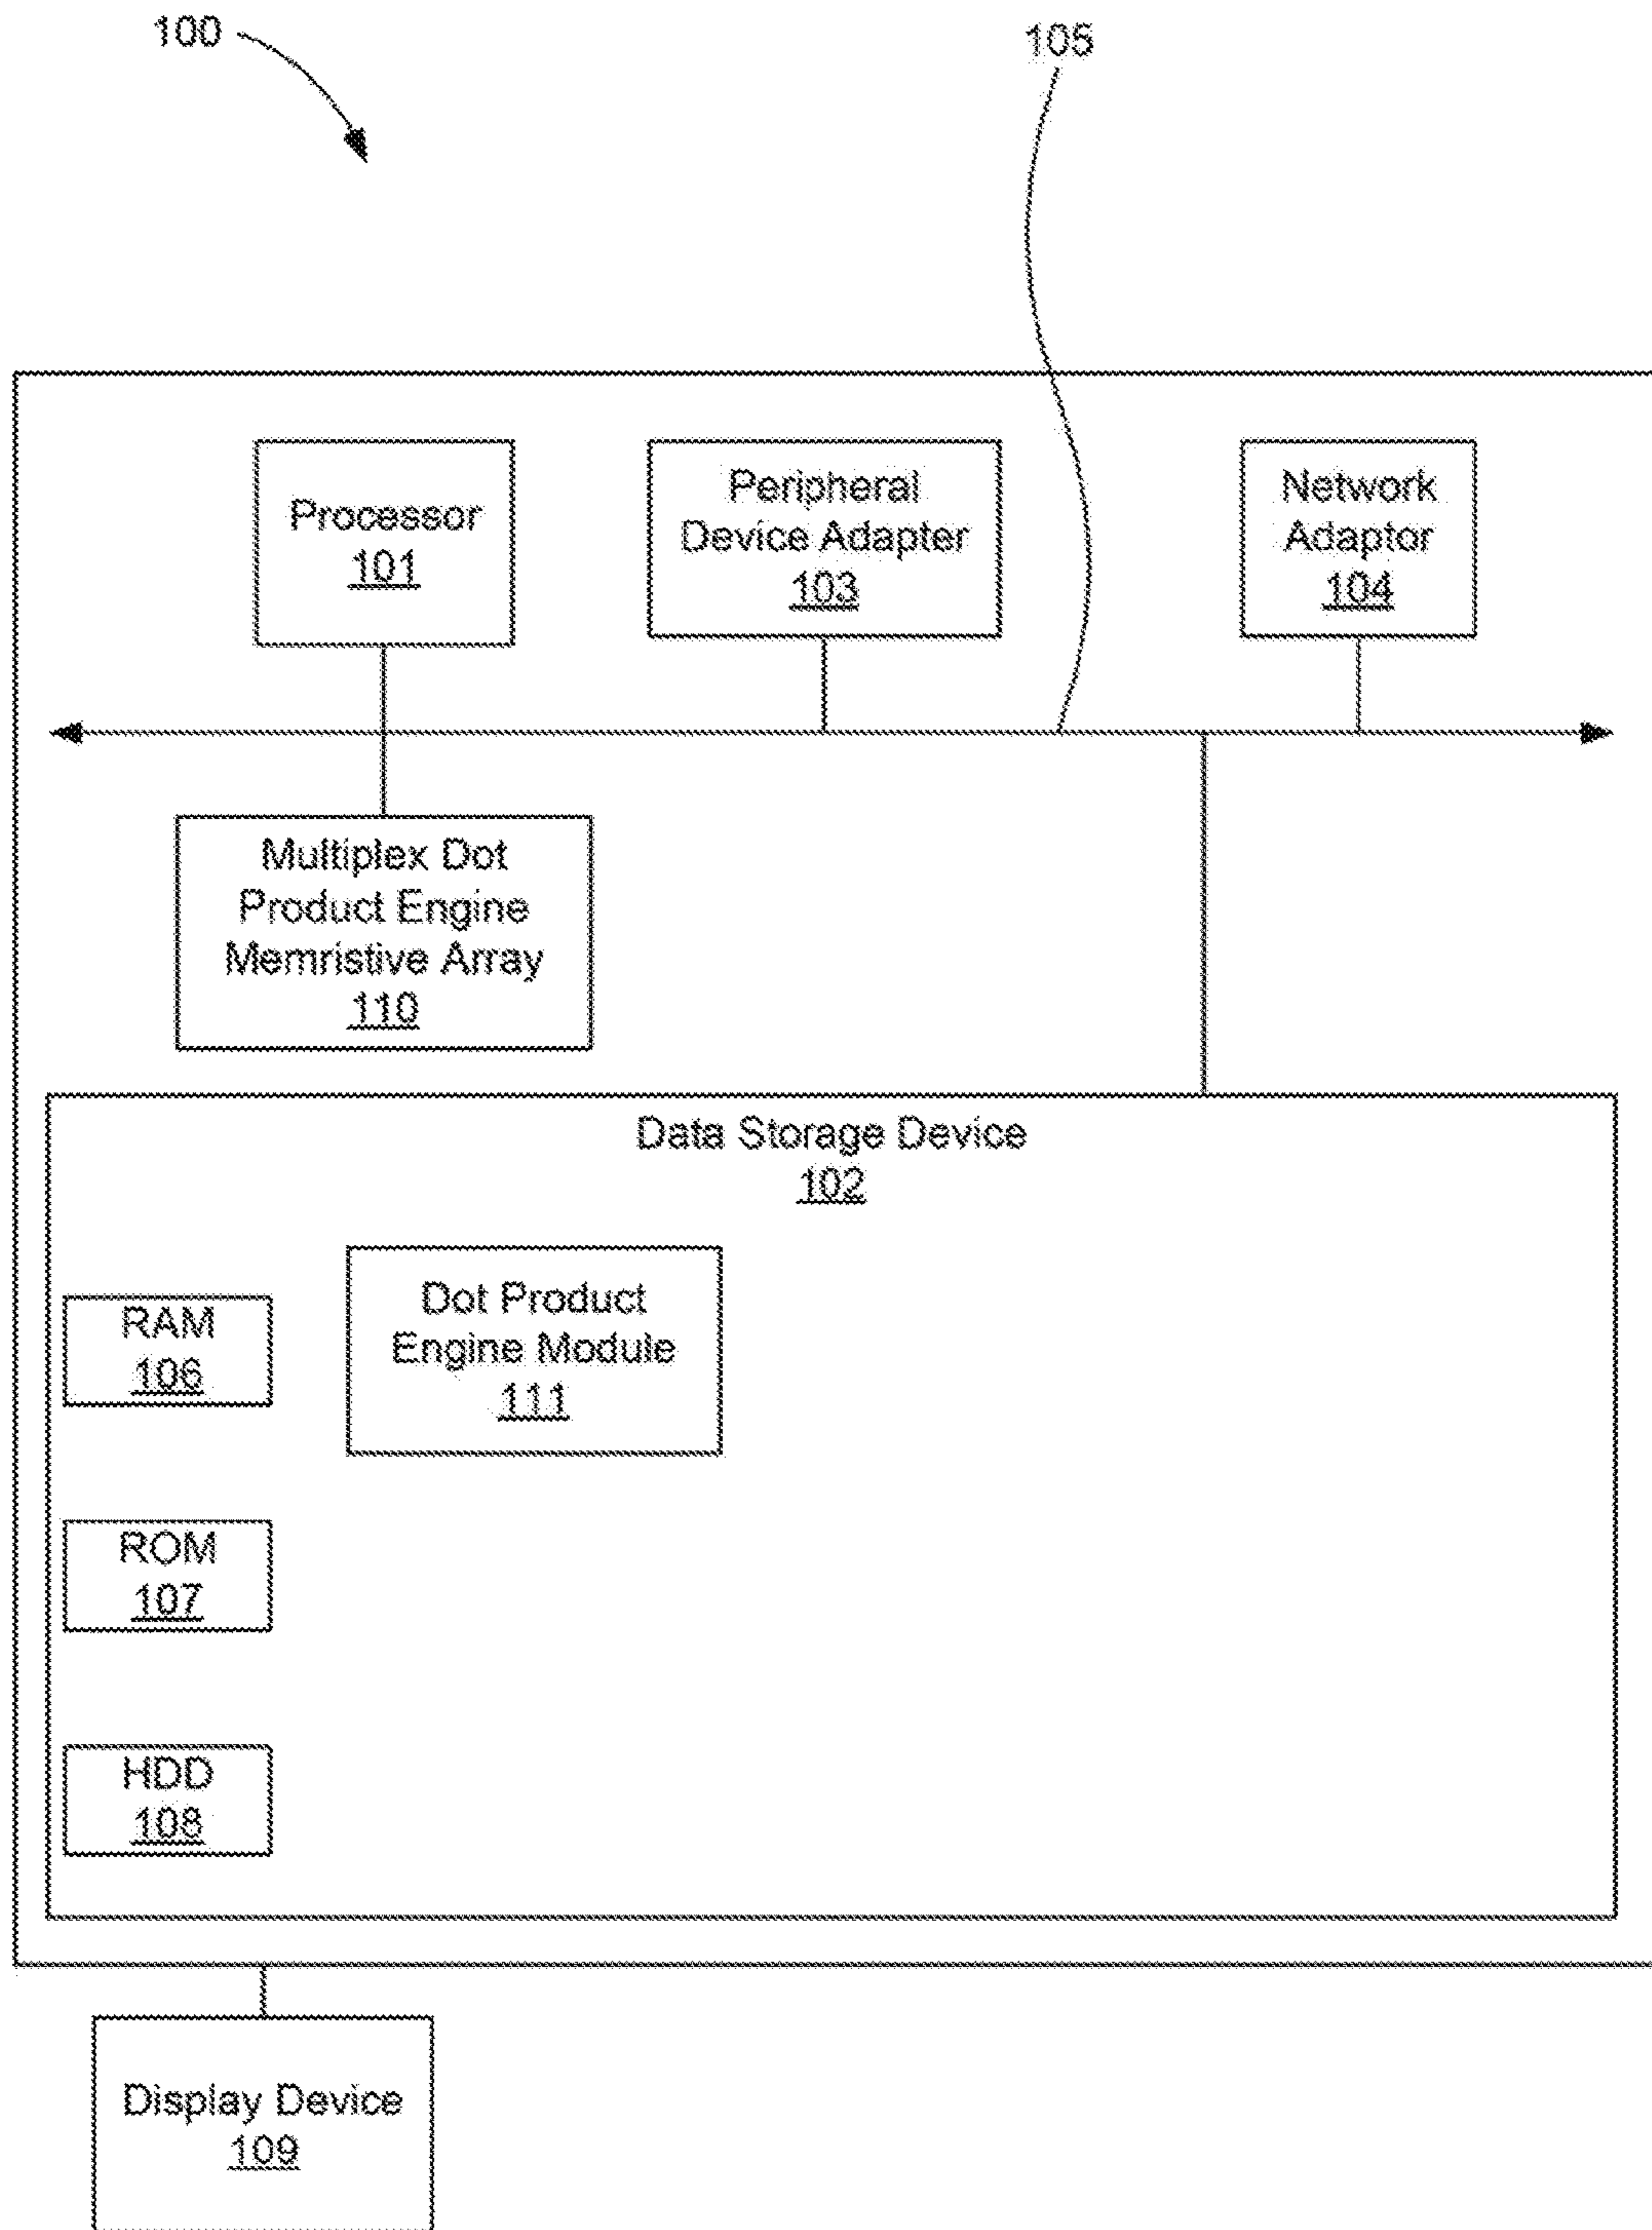 100
105
Processor
101
Peripheral
Device Adapter
103
Network
Adaptor
104
Multiplex Dot
Product Engine
Memristive Array
110
Data Storage Device
102
Dot Product
Engine Module
111
RAM
106
ROM
107
HDD
108
Display Device
109